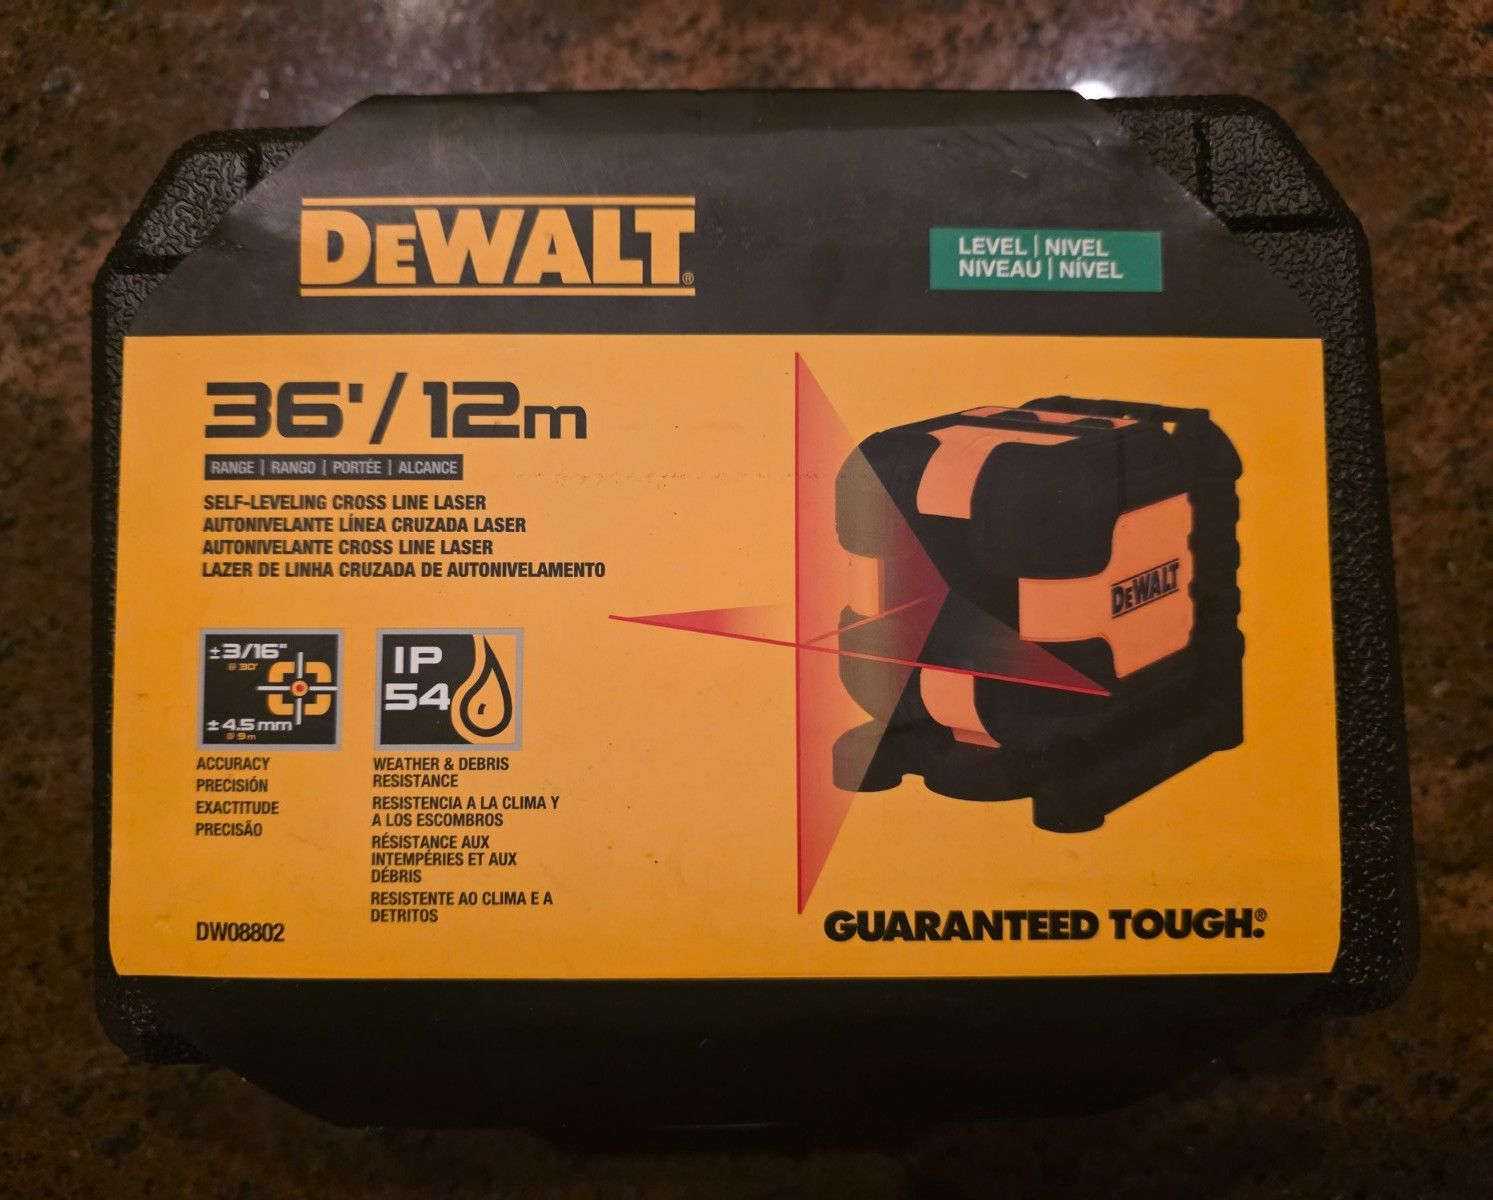 DEWALT®
LEVEL | NIVEL
NIVEAU | NÍVEL
36'/12m
RANGE | RANGO | PORTÉE | ALCANCE
SELF-LEVELING CROSS LINE LASER
AUTONIVELANTE LÍNEA CRUZADA LASER
AUTONIVELANTE CROSS LINE LASER
LAZER DE LINHA CRUZADA DE AUTONIVELAMENTO
DEWALT
±3/16"
@ 30'
±4.5mm
@ 9m
ACCURACY
PRECISIÓN
EXACTITUDE
PRECISÃO
IP
54
WEATHER & DEBRIS
RESISTANCE
RESISTENCIA A LA CLIMA Y
A LOS ESCOMBROS
RÉSISTANCE AUX
INTEMPÉRIES ET AUX
DÉBRIS
RESISTENTE AO CLIMA E A
DETRITOS
DW08802
GUARANTEED TOUGH.®